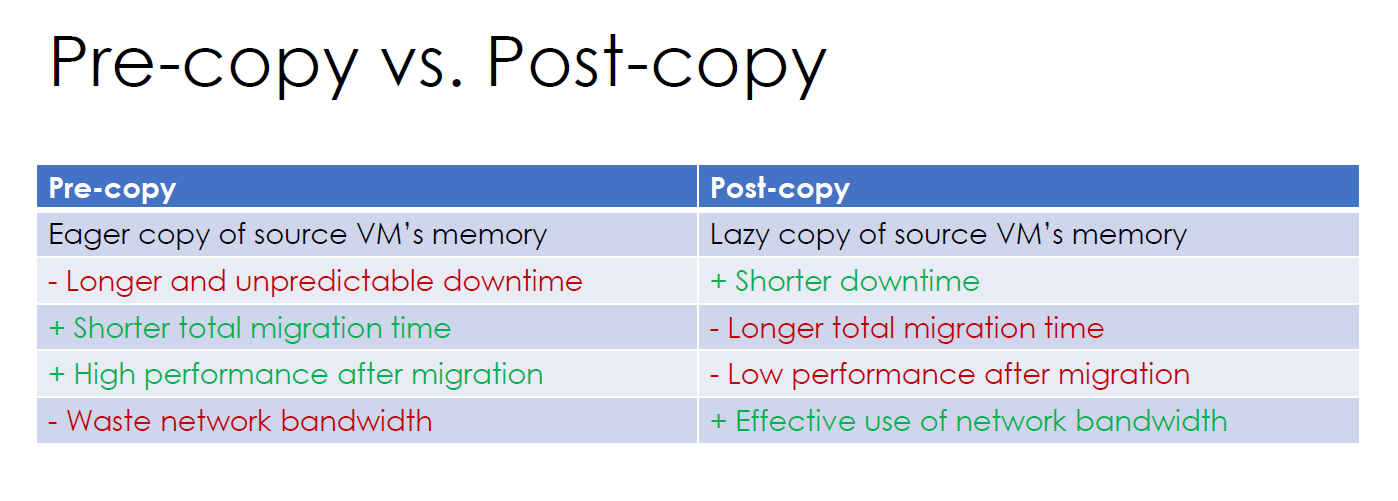 Pre-copy vs. Post-copy
Pre-copy
Post-copy
Eager copy of source VM’s memory
Lazy copy of source VM’s memory
- Longer and unpredictable downtime
+ Shorter downtime
+ Shorter total migration time
- Longer total migration time
+ High performance after migration
- Low performance after migration
- Waste network bandwidth
+ Effective use of network bandwidth